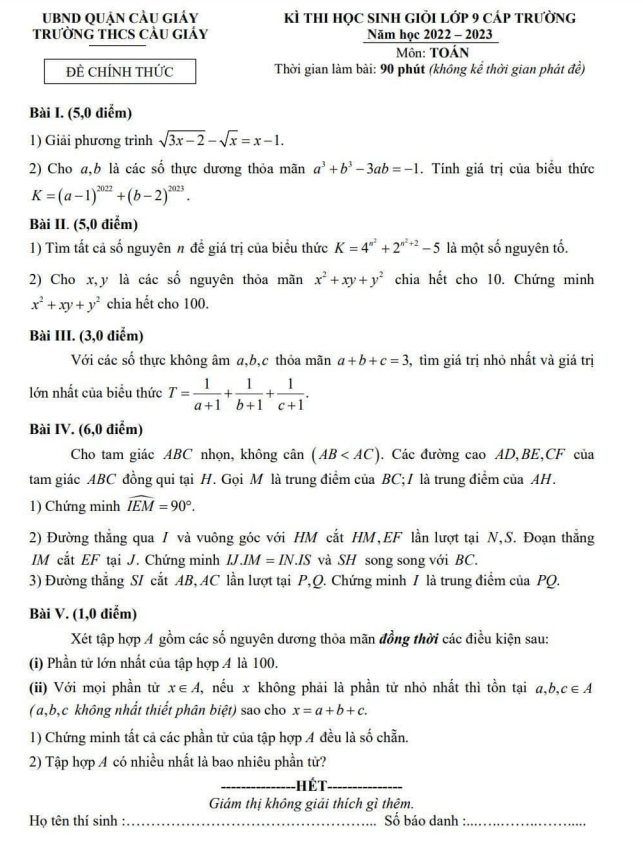 UBND QUẬN CẦU GIẤY
TRƯỜNG THCS CẦU GIẤY
ĐỀ CHÍNH THỨC
KÌ THI HỌC SINH GIỎI LỚP 9 CẤP TRƯỜNG
Năm học 2022 – 2023
Môn: TOÁN
Thời gian làm bài: 90 phút (không kể thời gian phát đề)
Bài I. (5,0 điểm)
1) Giải phương trình √(3x−2) − √x = x − 1.
2) Cho a,b là các số thực dương thỏa mãn a³ + b³ − 3ab = −1. Tính giá trị của biểu thức
K = (a−1)²⁰²² + (b−2)²⁰²³.
Bài II. (5,0 điểm)
1) Tìm tất cả số nguyên n để giá trị của biểu thức K = 4^(n²) + 2^(n²+2) − 5 là một số nguyên tố.
2) Cho x, y là các số nguyên thỏa mãn x² + xy + y² chia hết cho 10. Chứng minh
x² + xy + y² chia hết cho 100.
Bài III. (3,0 điểm)
Với các số thực không âm a,b,c thỏa mãn a + b + c = 3, tìm giá trị nhỏ nhất và giá trị
lớn nhất của biểu thức T = 1/(a+1) + 1/(b+1) + 1/(c+1).
Bài IV. (6,0 điểm)
Cho tam giác ABC nhọn, không cân (AB < AC). Các đường cao AD, BE, CF của
tam giác ABC đồng qui tại H. Gọi M là trung điểm của BC; I là trung điểm của AH.
1) Chứng minh IEM = 90°.
2) Đường thẳng qua I và vuông góc với HM cắt HM, EF lần lượt tại N, S. Đoạn thẳng
IM cắt EF tại J. Chứng minh IJ.IM = IN.IS và SH song song với BC.
3) Đường thẳng SI cắt AB, AC lần lượt tại P, Q. Chứng minh I là trung điểm của PQ.
Bài V. (1,0 điểm)
Xét tập hợp A gồm các số nguyên dương thỏa mãn đồng thời các điều kiện sau:
(i) Phần tử lớn nhất của tập hợp A là 100.
(ii) Với mọi phần tử x∈A, nếu x không phải là phần tử nhỏ nhất thì tồn tại a,b,c∈A
(a,b,c không nhất thiết phân biệt) sao cho x = a + b + c.
1) Chứng minh tất cả các phần tử của tập hợp A đều là số chẵn.
2) Tập hợp A có nhiều nhất là bao nhiêu phần tử?
---------------HẾT---------------
Giám thị không giải thích gì thêm.
Họ tên thí sinh :................................................... Số báo danh :.......................